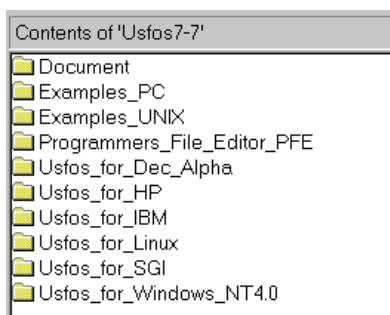 Contents of 'Usfos7-7'
Document
Examples_PC
Examples_UNIX
Programmers_File_Editor_PFE
Usfos_for_Dec_Alpha
Usfos_for_HP
Usfos_for_IBM
Usfos_for_Linux
Usfos_for_SGI
Usfos_for_Windows_NT4.0